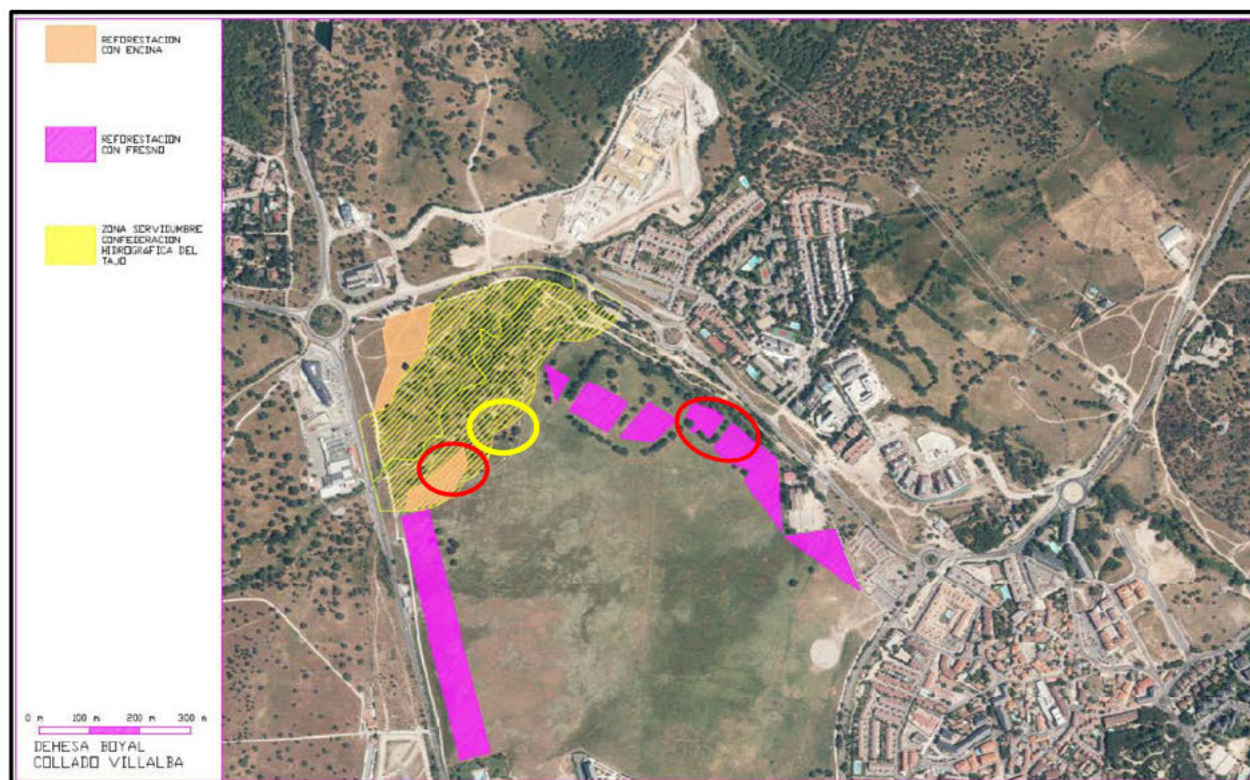 REFORESTACION
CON ENCINA
REFORESTACION
CON FRESNO
ZONA SERVIDUMBRE
CONFEDERACION
HIDROGRÁFICA DEL
TAJO
0 m 100 m 200 m 300 m
DEHESA BOYAL
COLLADO VILLALBA